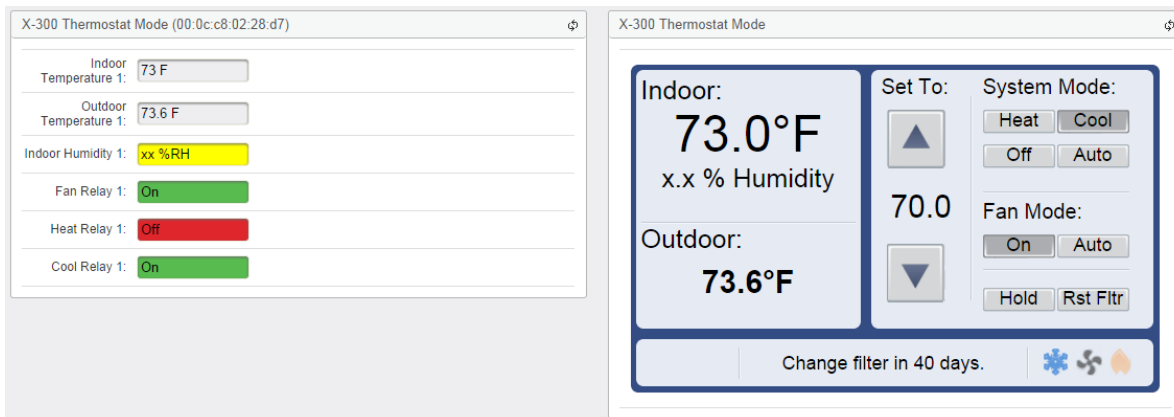 X-300 Thermostat Mode (00:0c:c8:02:28:d7)
Indoor
Temperature 1:
73 F
Outdoor
Temperature 1:
73.6 F
Indoor Humidity 1: xx %RH
Fan Relay 1: On
Heat Relay 1: Off
Cool Relay 1: On
X-300 Thermostat Mode
Indoor:
73.0°F
x.x % Humidity
Outdoor:
73.6°F
Set To:
70.0
System Mode:
Heat Cool
Off Auto
Fan Mode:
On Auto
Hold Rst Fltr
Change filter in 40 days.